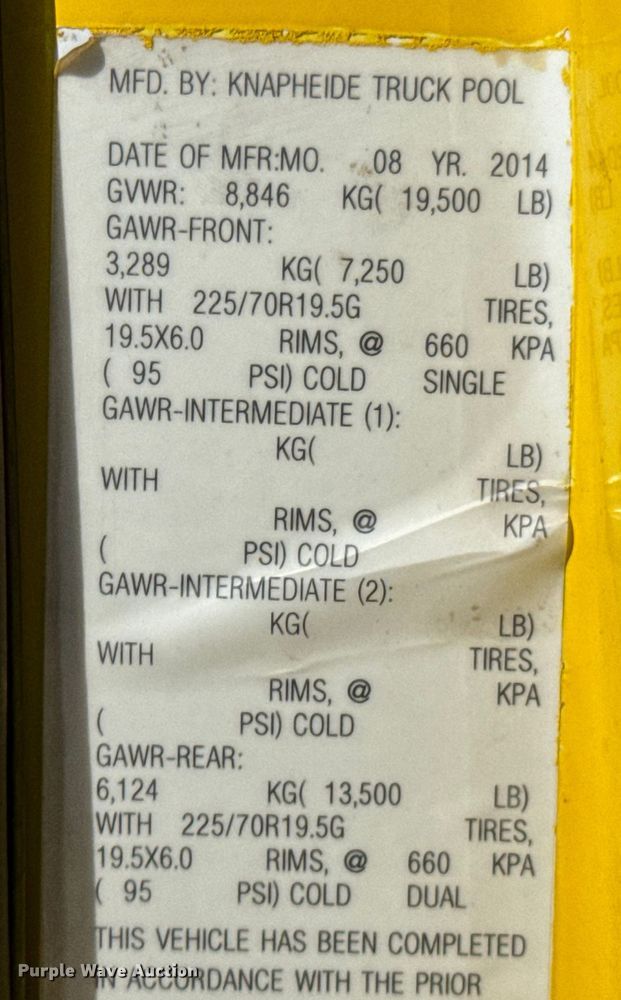 MFD. BY: KNAPHEIDE TRUCK POOL
DATE OF MFR:MO. 08 YR. 2014
GVWR: 8,846 KG( 19,500 LB)
GAWR-FRONT:
3,289 KG( 7,250 LB)
WITH 225/70R19.5G TIRES,
19.5X6.0 RIMS, @ 660 KPA
( 95 PSI) COLD SINGLE
GAWR-INTERMEDIATE (1):
KG( LB)
WITH TIRES,
RIMS, @ KPA
( PSI) COLD
GAWR-INTERMEDIATE (2):
KG( LB)
WITH TIRES,
RIMS, @ KPA
( PSI) COLD
GAWR-REAR:
6,124 KG( 13,500 LB)
WITH 225/70R19.5G TIRES,
19.5X6.0 RIMS, @ 660 KPA
( 95 PSI) COLD DUAL
THIS VEHICLE HAS BEEN COMPLETED
IN ACCORDANCE WITH THE PRIOR
Purple Wave Auction